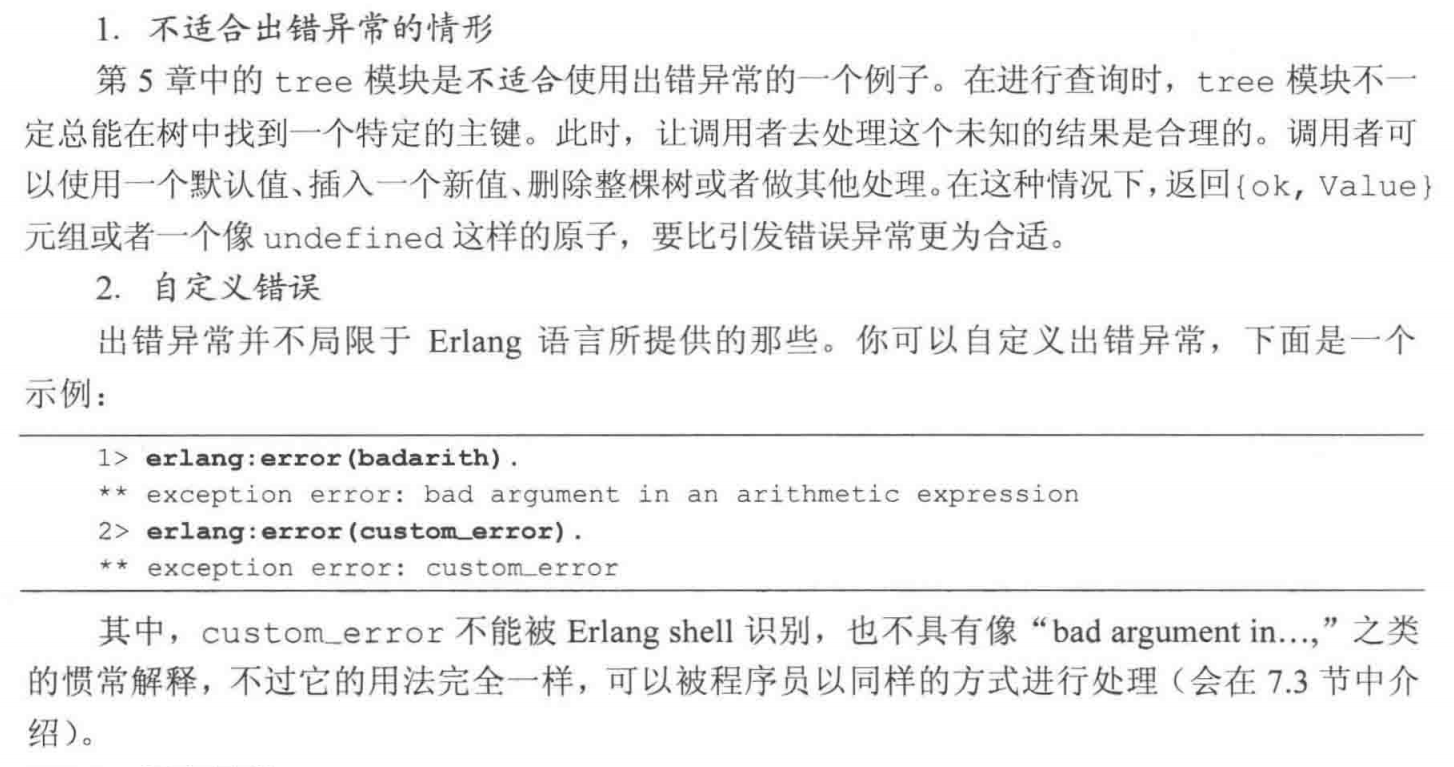 1. 不适合出错异常的情形
第 5 章中的 tree 模块是不适合使用出错异常的一个例子。在进行查询时，tree 模块不一
定总能在树中找到一个特定的主键。此时，让调用者去处理这个未知的结果是合理的。调用者可
以使用一个默认值、插入一个新值、删除整棵树或者做其他处理。在这种情况下，返回{ok, Value}
元组或者一个像 undefined 这样的原子，要比引发错误异常更为合适。
2. 自定义错误
出错异常并不局限于 Erlang 语言所提供的那些。你可以自定义出错异常，下面是一个
示例：
1> erlang:error(badarith).
** exception error: bad argument in an arithmetic expression
2> erlang:error(custom_error).
** exception error: custom_error
其中，custom_error 不能被 Erlang shell 识别，也不具有像“bad argument in…,”之类
的惯常解释，不过它的用法完全一样，可以被程序员以同样的方式进行处理（会在 7.3 节中介
绍）。